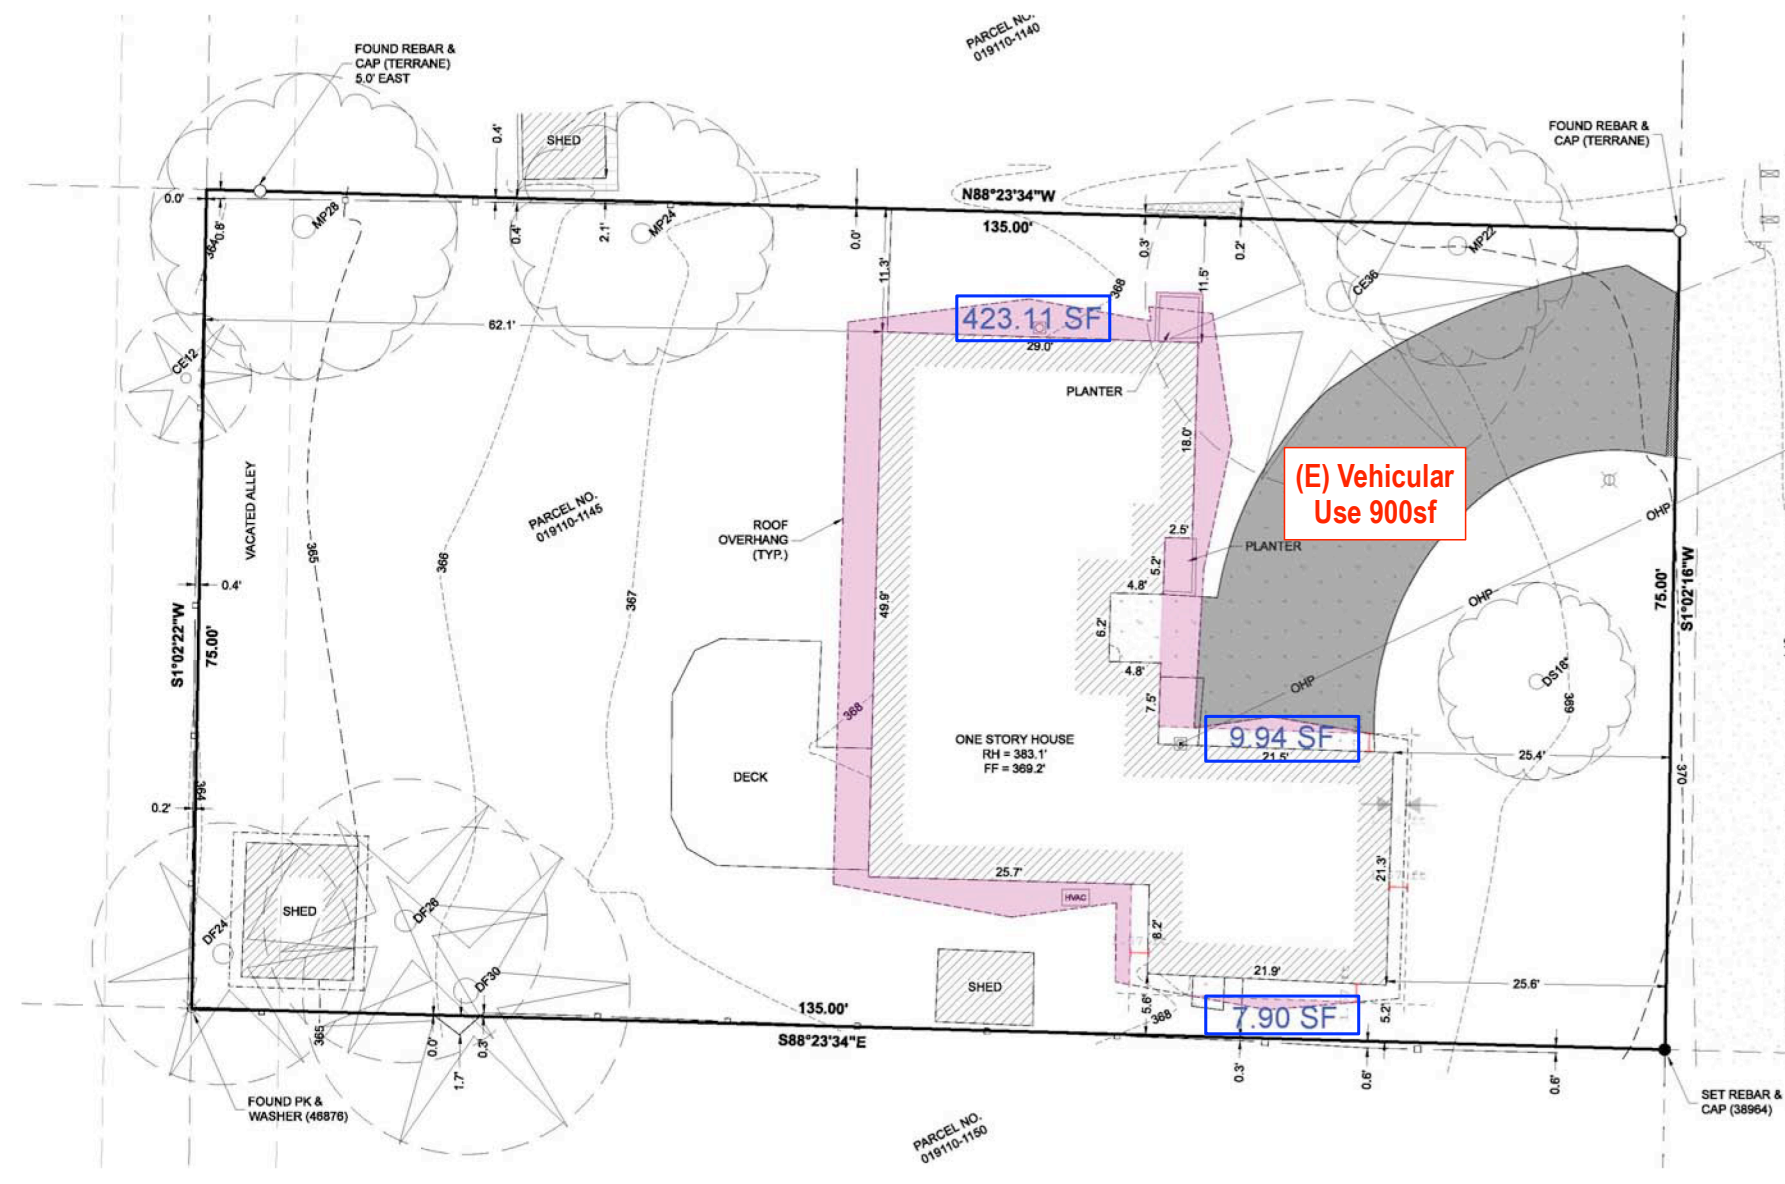 PARCEL NO.
019110-1140
FOUND REBAR &
CAP (TERRANE)
5.0' EAST
FOUND REBAR &
CAP (TERRANE)
SHED
0.4'
0.0'
0.8'
364
MP28
0.4'
2.1'
MP24
0.0'
N88°23'34"W
135.00'
0.3'
0.2'
11.3'
11.5'
368
CE36
MP22
62.1'
423.11 SF
29.0'
CE12
PLANTER
18.0'
VACATED ALLEY
PARCEL NO.
019110-1145
ROOF
OVERHANG
(TYP.)
(E) Vehicular
Use 900sf
OHP
2.5'
PLANTER
5.2'
365
366
367
0.4'
4.8'
49.9'
6.2'
4.8'
OHP
OHP
S1°02'22"W
75.00'
75.00'
S1°02'16"W
DS18"
369
368
7.5'
ONE STORY HOUSE
RH = 383.1'
FF = 369.2'
9.94 SF
21.5'
25.4'
370
DECK
0.2'
364
21.3'
25.7'
HVAC
8.2'
SHED
DF24
DF26
DF30
SHED
21.9'
25.6'
5.6'
368
7.90 SF
5.2'
135.00'
S88°23'34"E
365
0.0'
0.3'
1.7'
0.3'
0.6'
0.6'
FOUND PK &
WASHER (46876)
SET REBAR &
CAP (38964)
PARCEL NO.
019110-1150